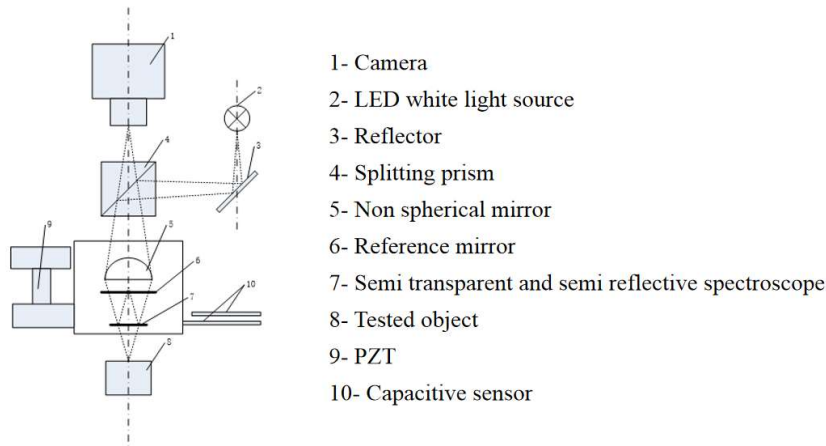 1
2
3
4
5
6
7
8
9
10
1- Camera
2- LED white light source
3- Reflector
4- Splitting prism
5- Non spherical mirror
6- Reference mirror
7- Semi transparent and semi reflective spectroscope
8- Tested object
9- PZT
10- Capacitive sensor